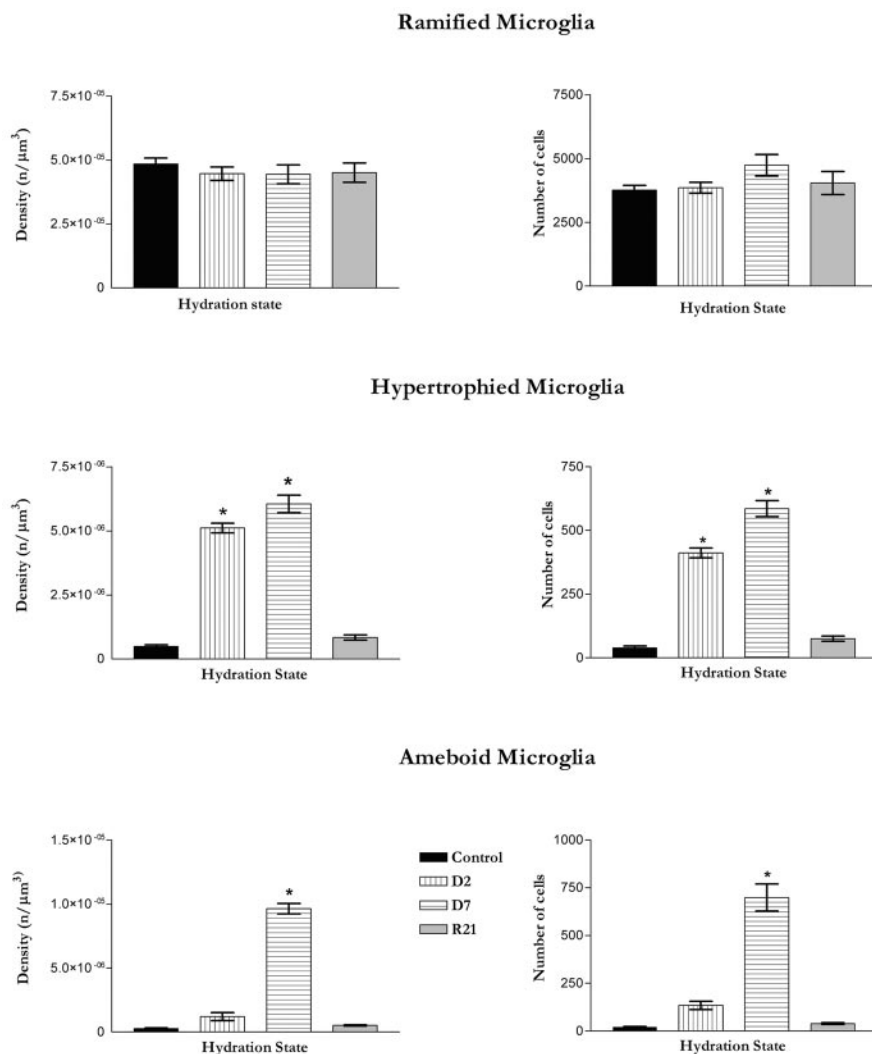 Ramified Microglia
Density (n/ μm³)
7.5×10⁻⁰⁵
5.0×10⁻⁰⁵
2.5×10⁻⁰⁵
0
Hydration state
Number of cells
7500
5000
2500
0
Hydration State
Hypertrophied Microglia
Density (n/ μm³)
7.5×10⁻⁰⁶
5.0×10⁻⁰⁶
2.5×10⁻⁰⁶
0
* *
Hydration State
Number of cells
750
500
250
0
* *
Hydration State
Ameboid Microglia
Density (n/ μm³)
1.5×10⁻⁰⁵
1.0×10⁻⁰⁵
5.0×10⁻⁰⁶
0
*
Hydration State
Control
D2
D7
R21
Number of cells
1000
750
500
250
0
*
Hydration State